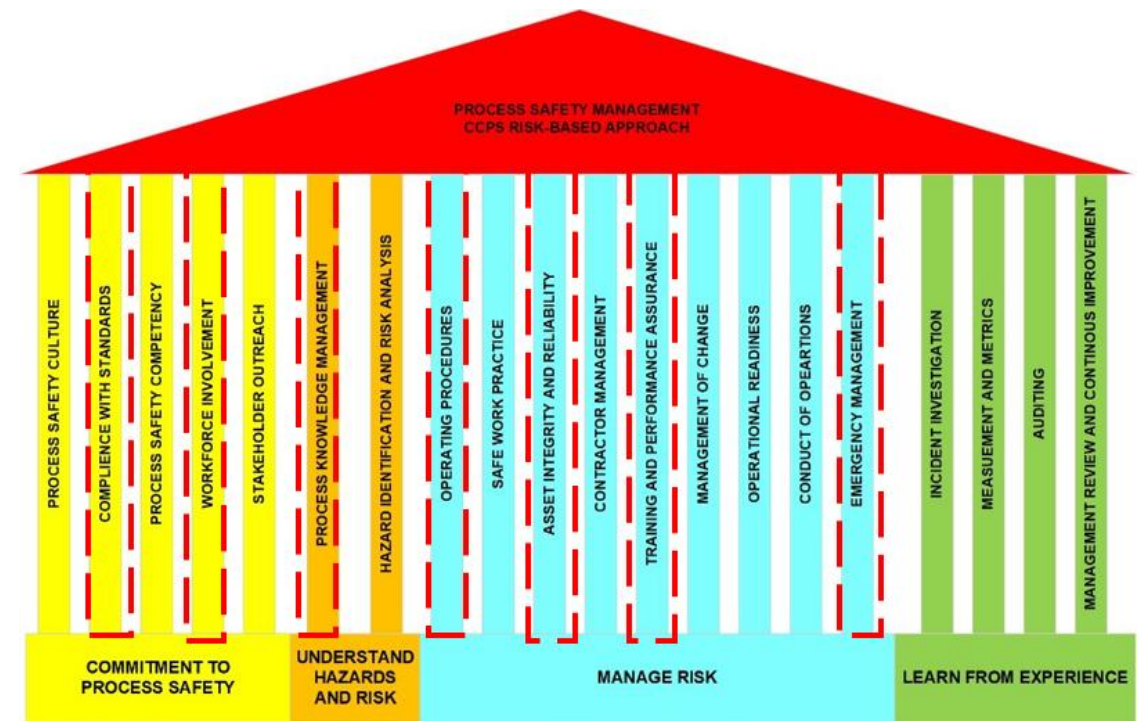 PROCESS SAFETY MANAGEMENT
CCPS RISK-BASED APPROACH
PROCESS SAFETY CULTURE
COMPLIENCE WITH STANDARDS
PROCESS SAFETY COMPETENCY
WORKFORCE INVOLVEMENT
STAKEHOLDER OUTREACH
PROCESS KNOWLEDGE MANAGEMENT
HAZARD IDENTIFICATION AND RISK ANALYSIS
OPERATING PROCEDURES
SAFE WORK PRACTICE
ASSET INTEGRITY AND RELIABILITY
CONTRACTOR MANAGEMENT
TRAINING AND PERFORMANCE ASSURANCE
MANAGEMENT OF CHANGE
OPERATIONAL READINESS
CONDUCT OF OPEARTIONS
EMERGENCY MANAGEMENT
INCIDENT INVESTIGATION
MEASUEMENT AND METRICS
AUDITING
MANAGEMENT REVIEW AND CONTINOUS IMPROVEMENT
COMMITMENT TO
PROCESS SAFETY
UNDERSTAND
HAZARDS
AND RISK
MANAGE RISK
LEARN FROM EXPERIENCE